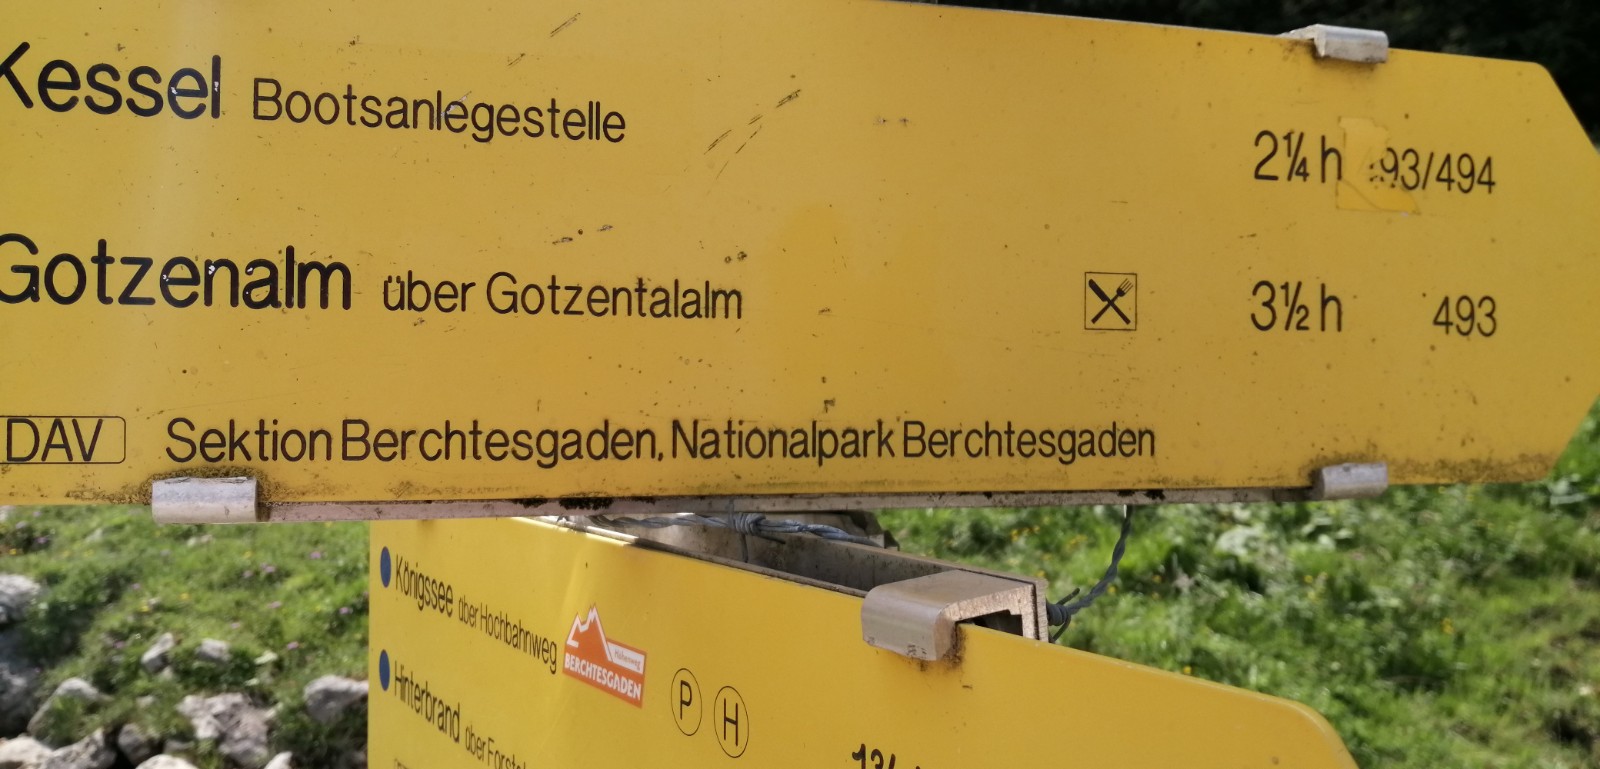 Kessel Bootsanlegestelle 2¼ h 93/494
Gotzenalm über Gotzentalalm 3½ h 493
DAV Sektion Berchtesgaden, Nationalpark Berchtesgaden
Königssee über Hochbahnweg
Höhenweg
BERCHTESGADEN
P H
Hinterbrand über